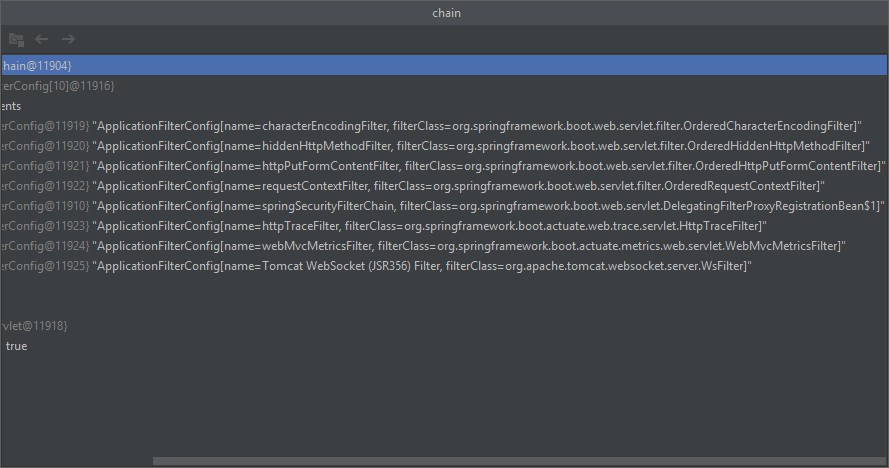 chain
hain@11904}
erConfig[10]@11916}
ents
erConfig@11919} "ApplicationFilterConfig[name=characterEncodingFilter, filterClass=org.springframework.boot.web.servlet.filter.OrderedCharacterEncodingFilter]"
erConfig@11920} "ApplicationFilterConfig[name=hiddenHttpMethodFilter, filterClass=org.springframework.boot.web.servlet.filter.OrderedHiddenHttpMethodFilter]"
erConfig@11921} "ApplicationFilterConfig[name=httpPutFormContentFilter, filterClass=org.springframework.boot.web.servlet.filter.OrderedHttpPutFormContentFilter]"
erConfig@11922} "ApplicationFilterConfig[name=requestContextFilter, filterClass=org.springframework.boot.web.servlet.filter.OrderedRequestContextFilter]"
erConfig@11910} "ApplicationFilterConfig[name=springSecurityFilterChain, filterClass=org.springframework.boot.web.servlet.DelegatingFilterProxyRegistrationBean$1]"
erConfig@11923} "ApplicationFilterConfig[name=httpTraceFilter, filterClass=org.springframework.boot.actuate.web.trace.servlet.HttpTraceFilter]"
erConfig@11924} "ApplicationFilterConfig[name=webMvcMetricsFilter, filterClass=org.springframework.boot.actuate.metrics.web.servlet.WebMvcMetricsFilter]"
erConfig@11925} "ApplicationFilterConfig[name=Tomcat WebSocket (JSR356) Filter, filterClass=org.apache.tomcat.websocket.server.WsFilter]"
rvlet@11918}
true